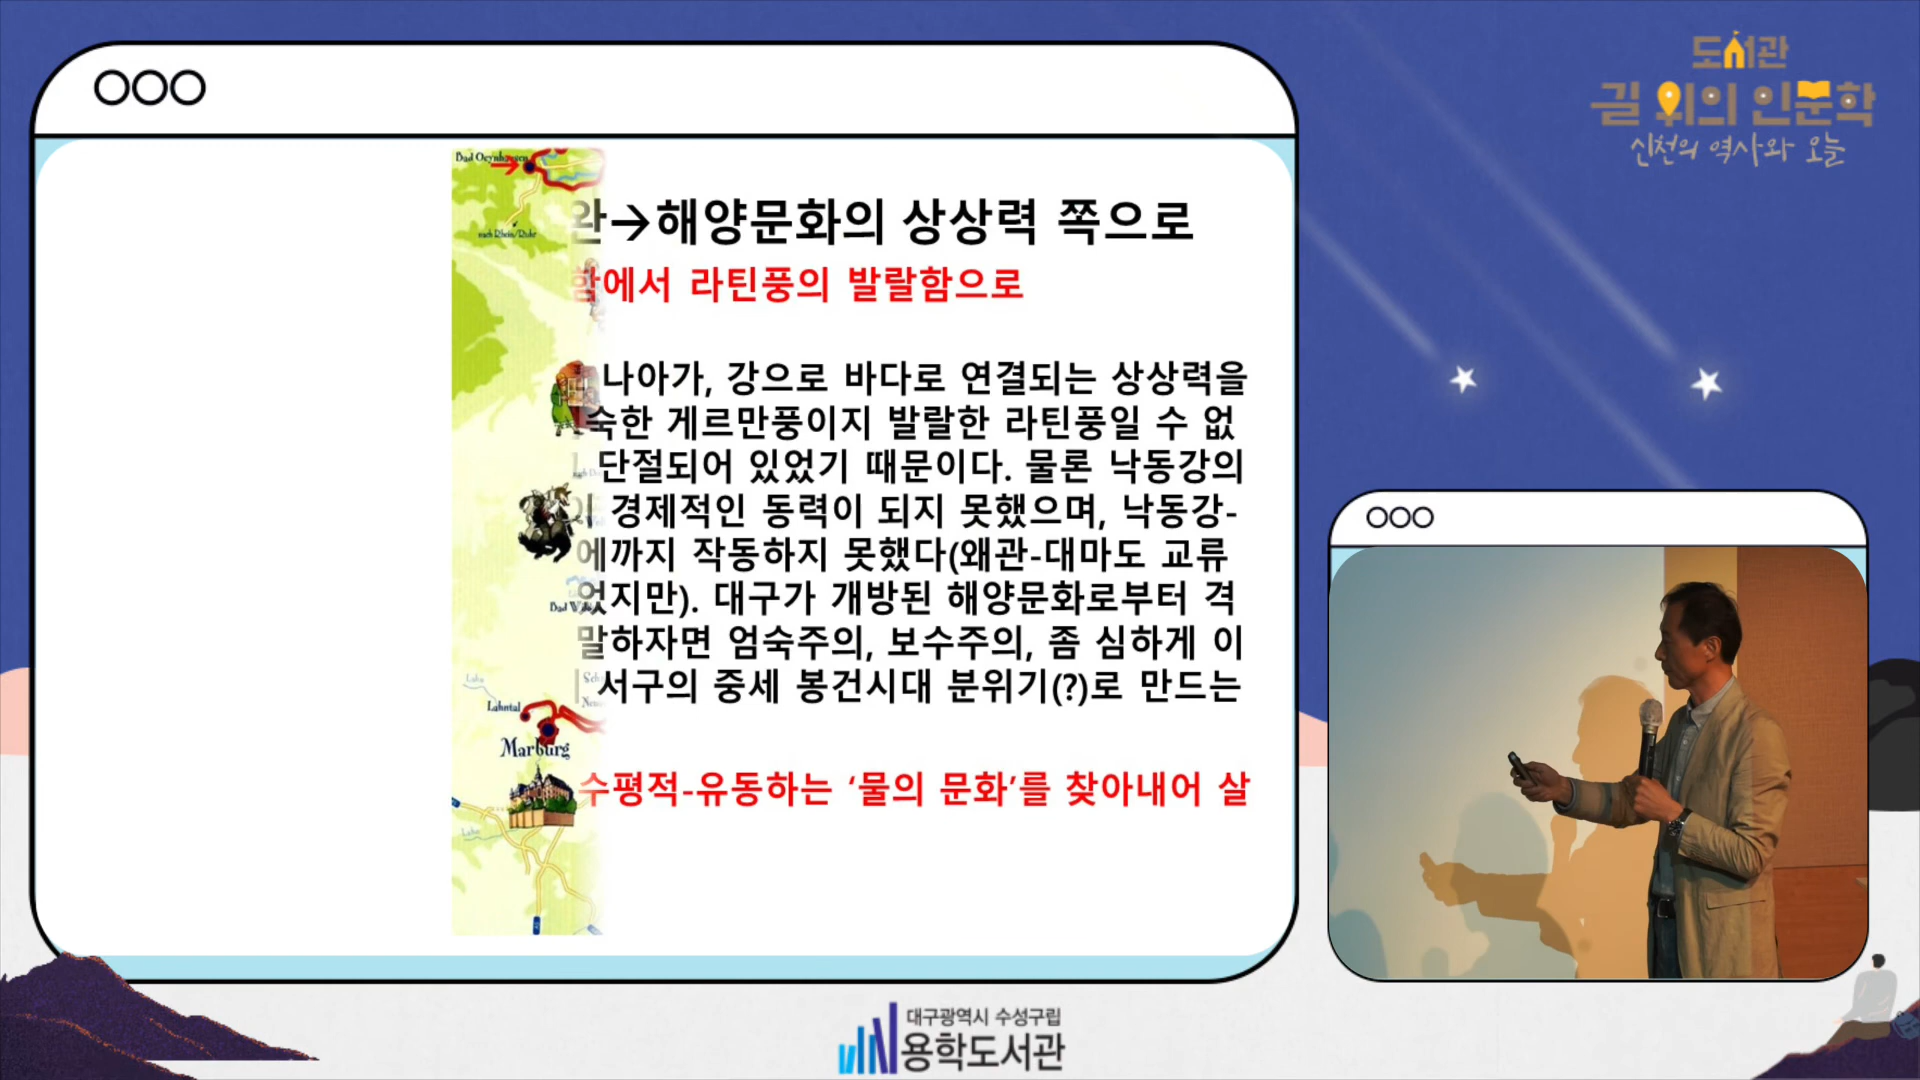 도서관
길 위의 인문학
신천의 역사와 오늘
Bad Oeynhausen
nach Rhein/Ruhr
완→해양문화의 상상력 쪽으로
함에서 라틴풍의 발랄함으로
나아가, 강으로 바다로 연결되는 상상력을
숙한 게르만풍이지 발랄한 라틴풍일 수 없
단절되어 있었기 때문이다. 물론 낙동강의
이 경제적인 동력이 되지 못했으며, 낙동강-
에까지 작동하지 못했다(왜관-대마도 교류
었지만). 대구가 개방된 해양문화로부터 격
말하자면 엄숙주의, 보수주의, 좀 심하게 이
서구의 중세 봉건시대 분위기(?)로 만드는
Lahn
Lahntal
Marburg
수평적-유동하는 ‘물의 문화’를 찾아내어 살
Lahn
대구광역시 수성구립
용학도서관